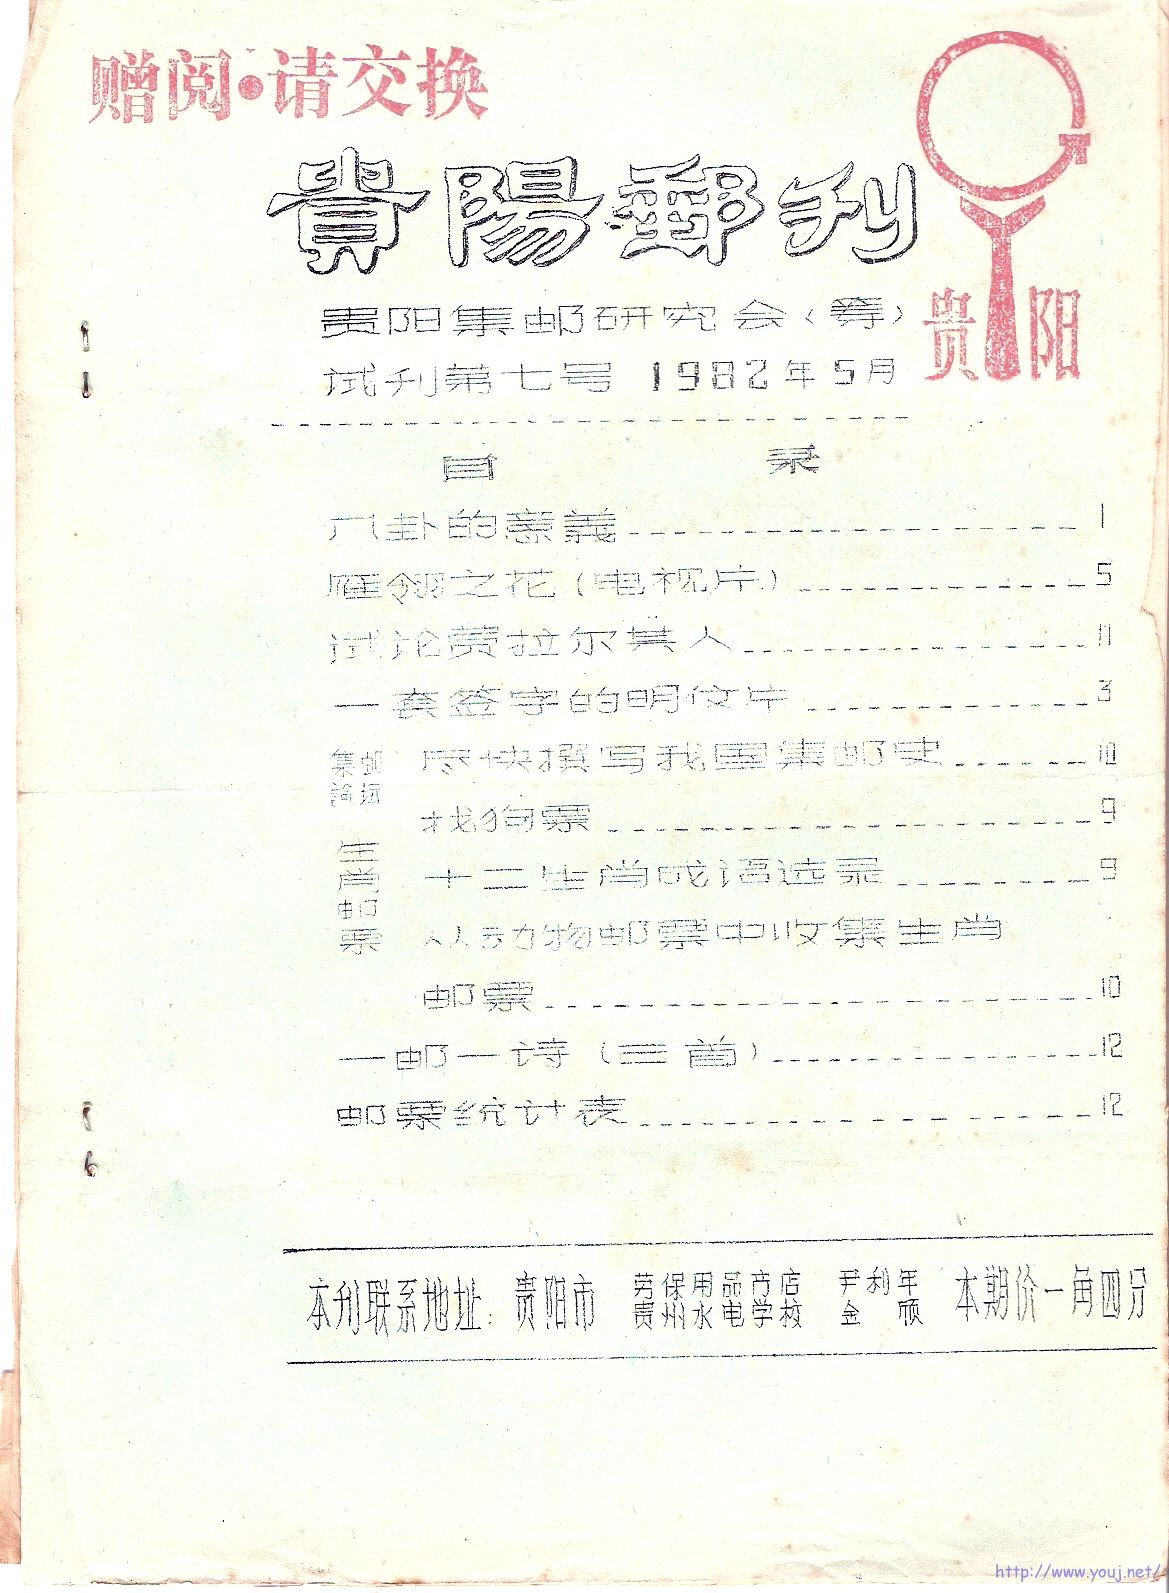 赠阅·请交换
貴陽郵刊
贵阳集邮研究会（筹）
试刊第七号 1982年5月
贵阳
目 录
八卦的意義 1
雁翎之花（电视片） 5
试论费拉尔其人 11
一套签字的明信片 3
集邮論坛
尽快撰写我国集邮史 10
生肖邮票
找狗票 9
十二生肖成语选录 9
从动物邮票中收集生肖
邮票 10
一邮一诗（三首） 12
邮票统计表 12
本刊联系地址：贵阳市 劳保用品商店 尹利年 本期价一角四分
贵州水电学校 金颀
http://www.youj.net/